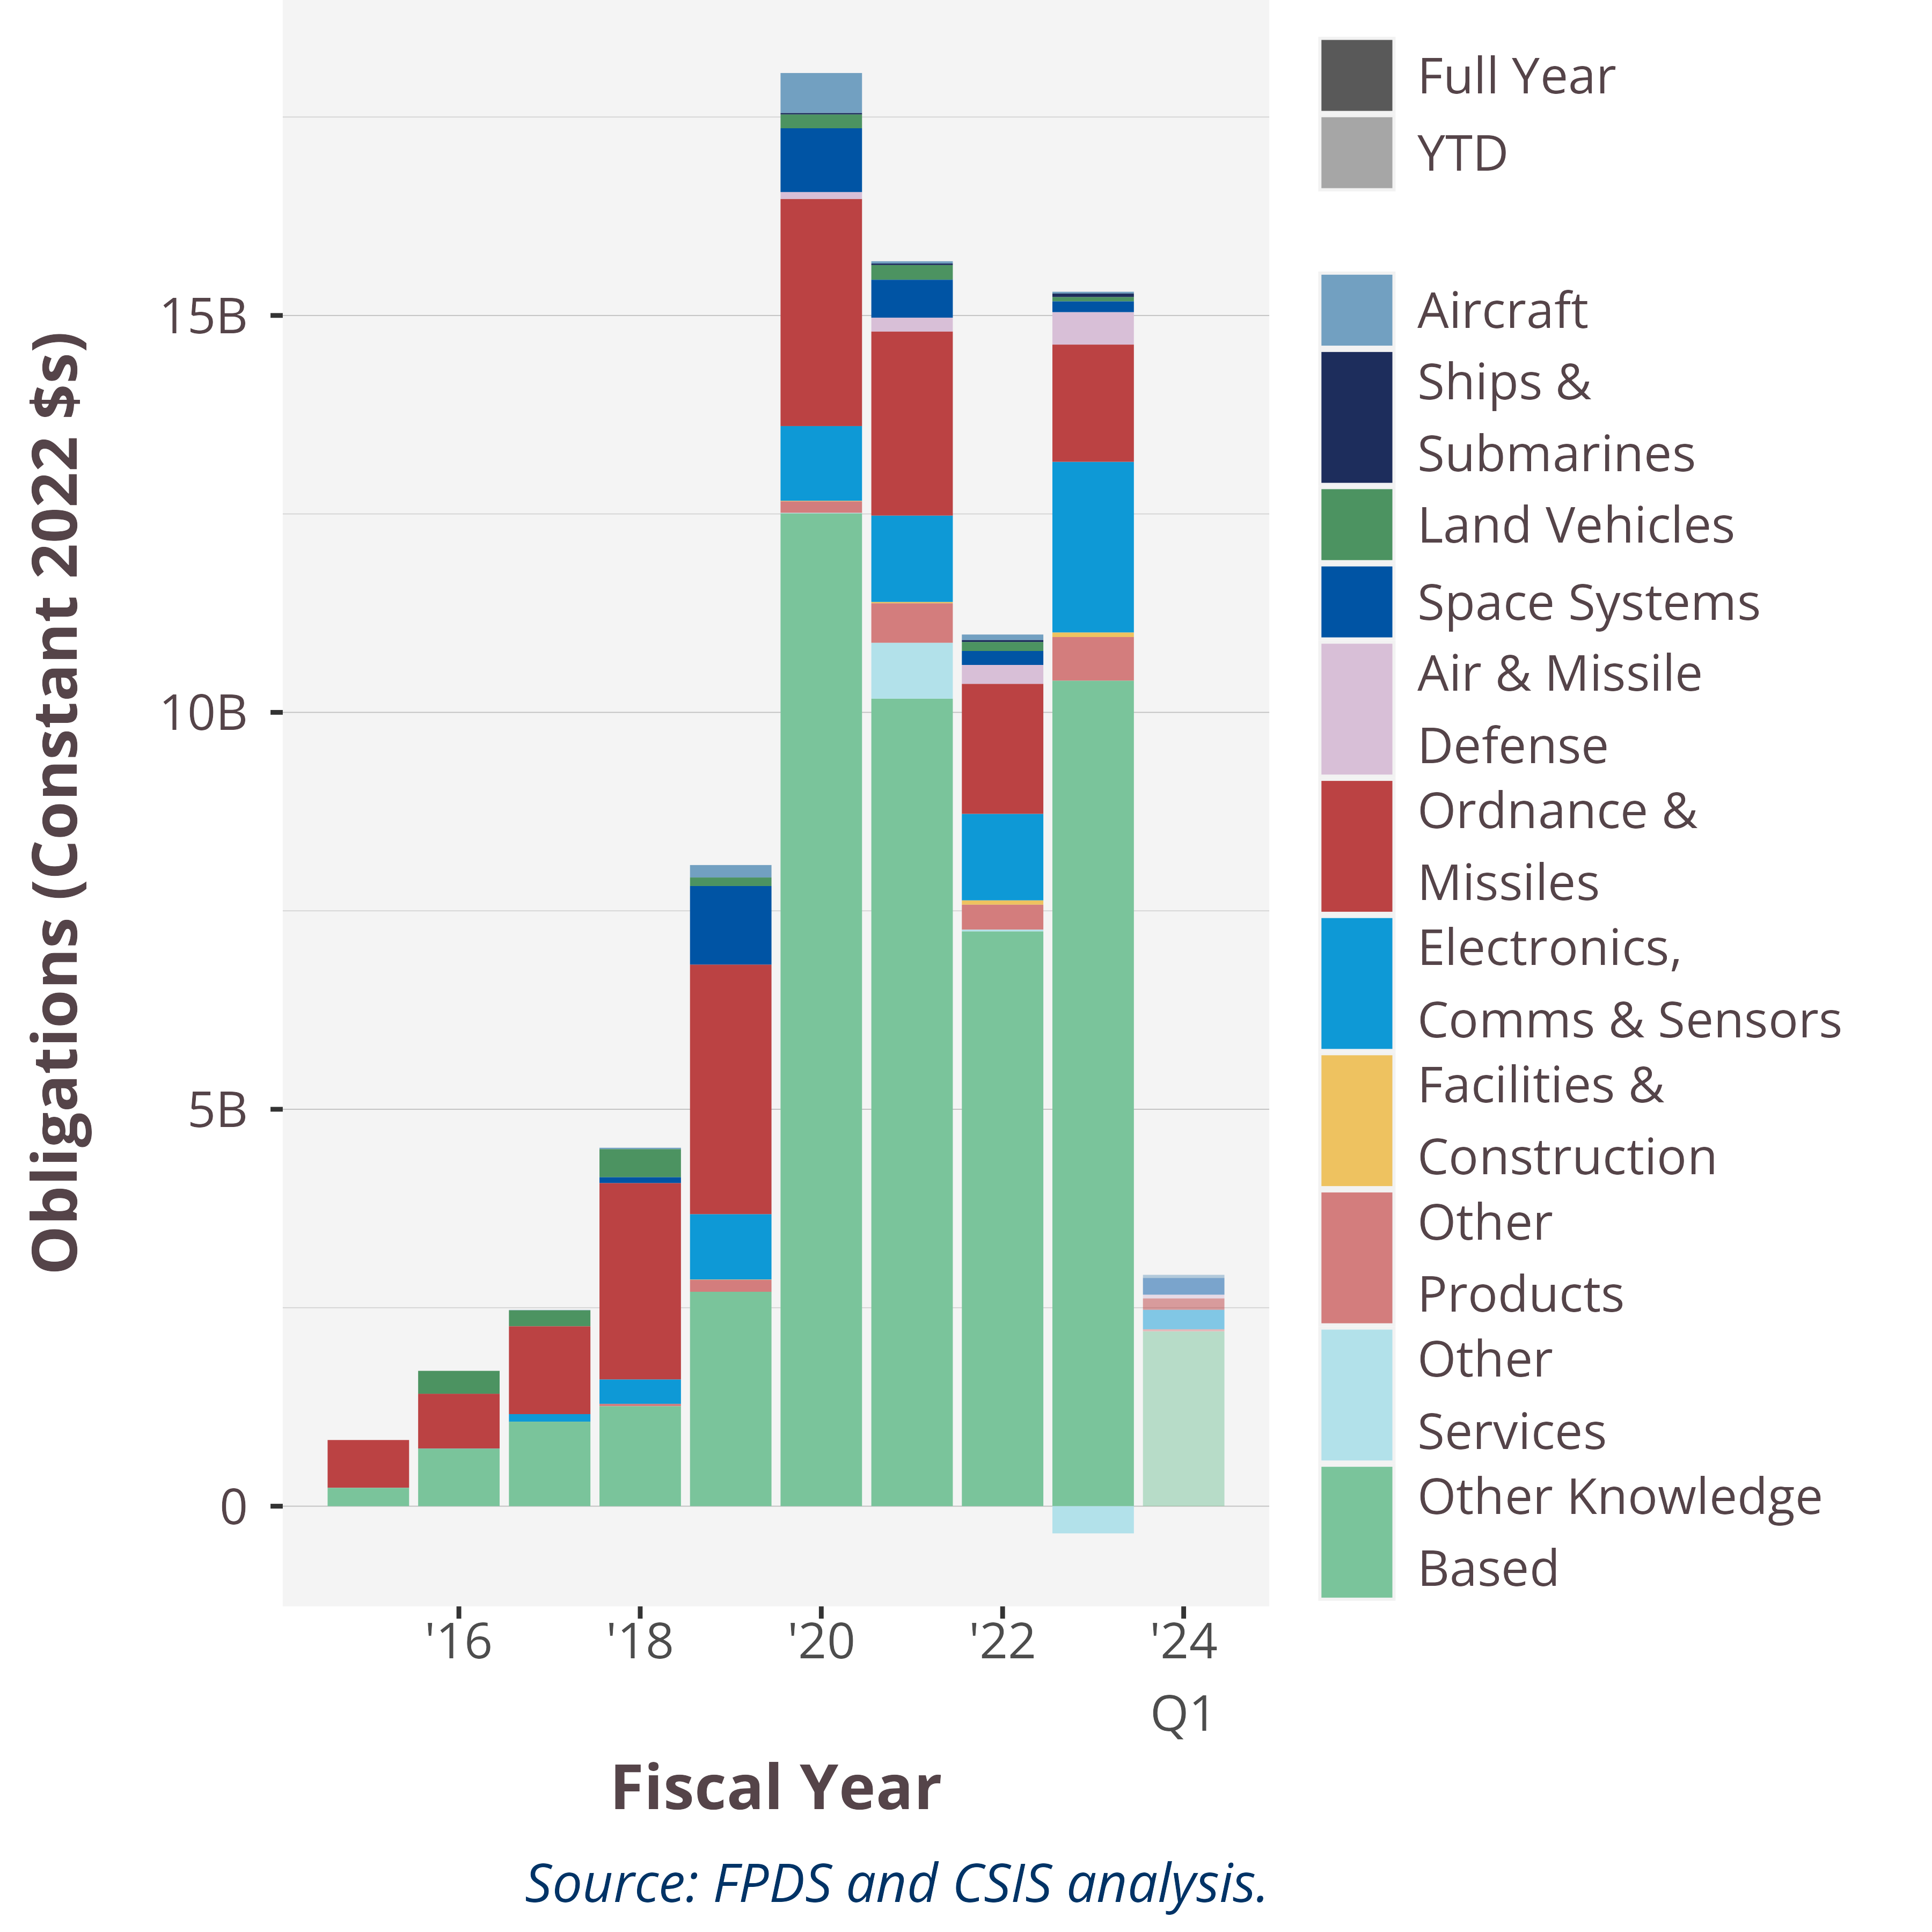 Obligations (Constant 2022 $s)
15B
10B
5B
0
'16
'18
'20
'22
'24
Q1
Fiscal Year
Source: FPDS and CSIS analysis.
Full Year
YTD
Aircraft
Ships &
Submarines
Land Vehicles
Space Systems
Air & Missile
Defense
Ordnance &
Missiles
Electronics,
Comms & Sensors
Facilities &
Construction
Other
Products
Other
Services
Other Knowledge
Based